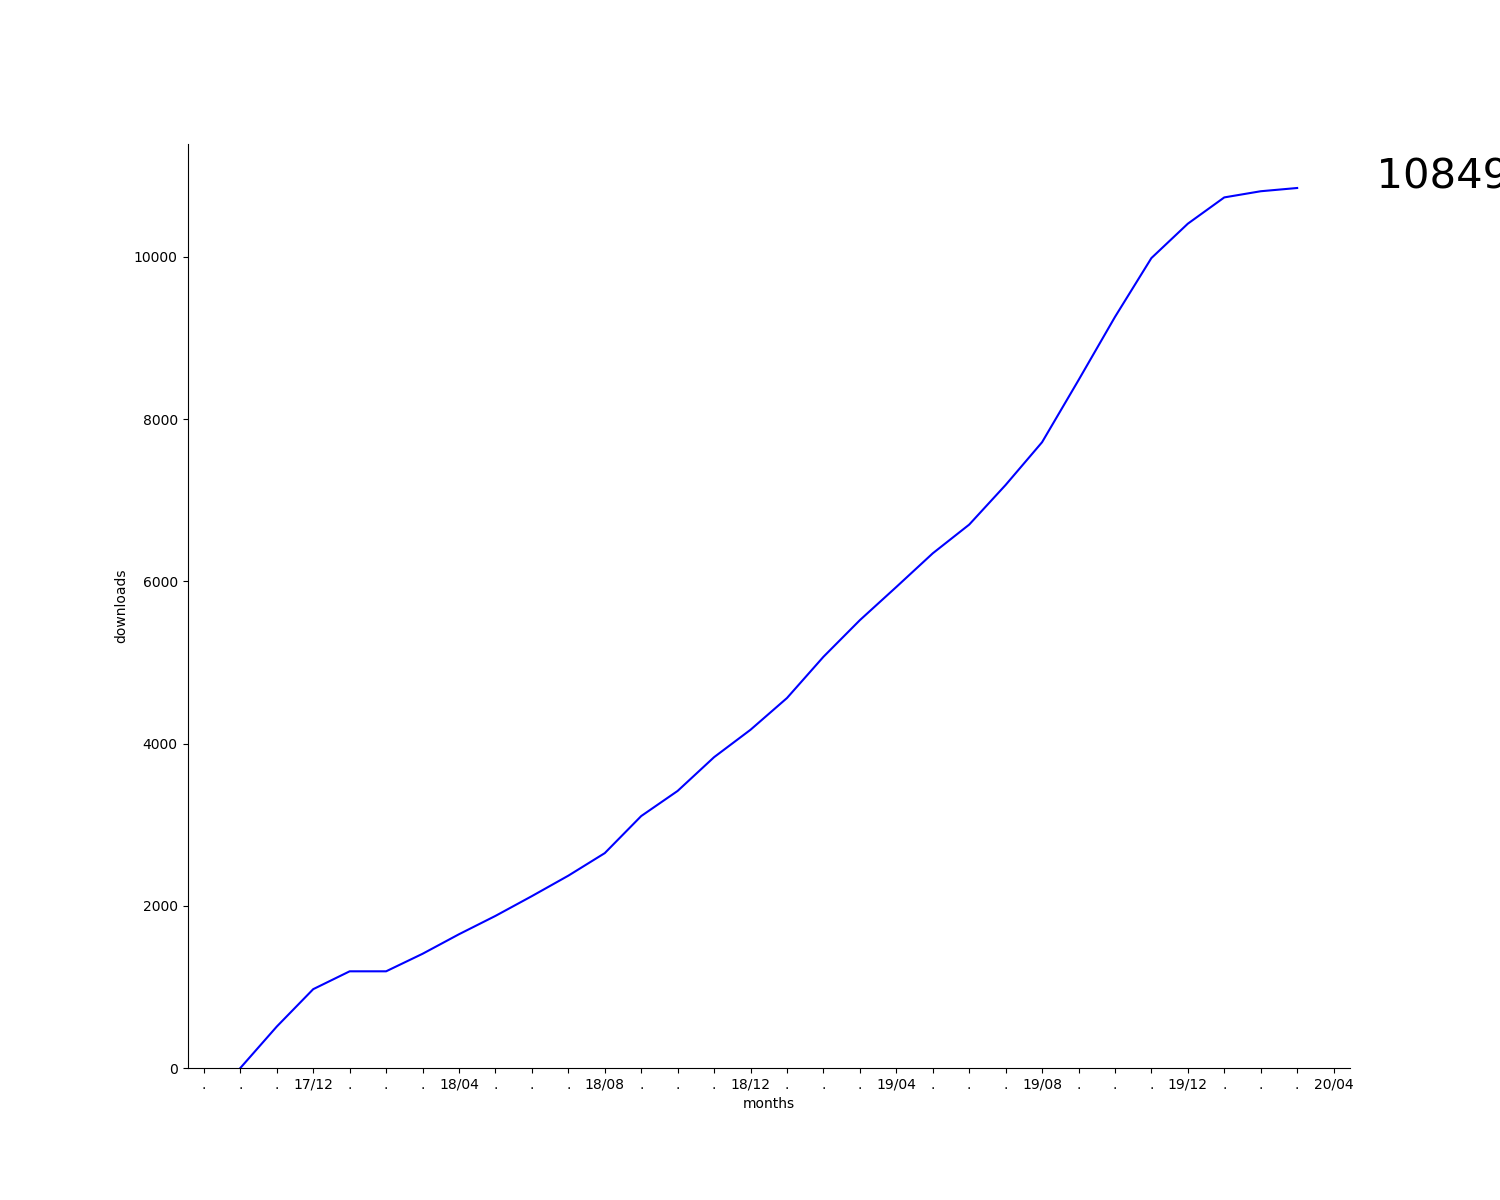 10849
10000
8000
6000
4000
2000
0
downloads
. . . 17/12 . . . 18/04 . . . 18/08 . . . 18/12 . . . 19/04 . . . 19/08 . . . 19/12 . . . 20/04
months